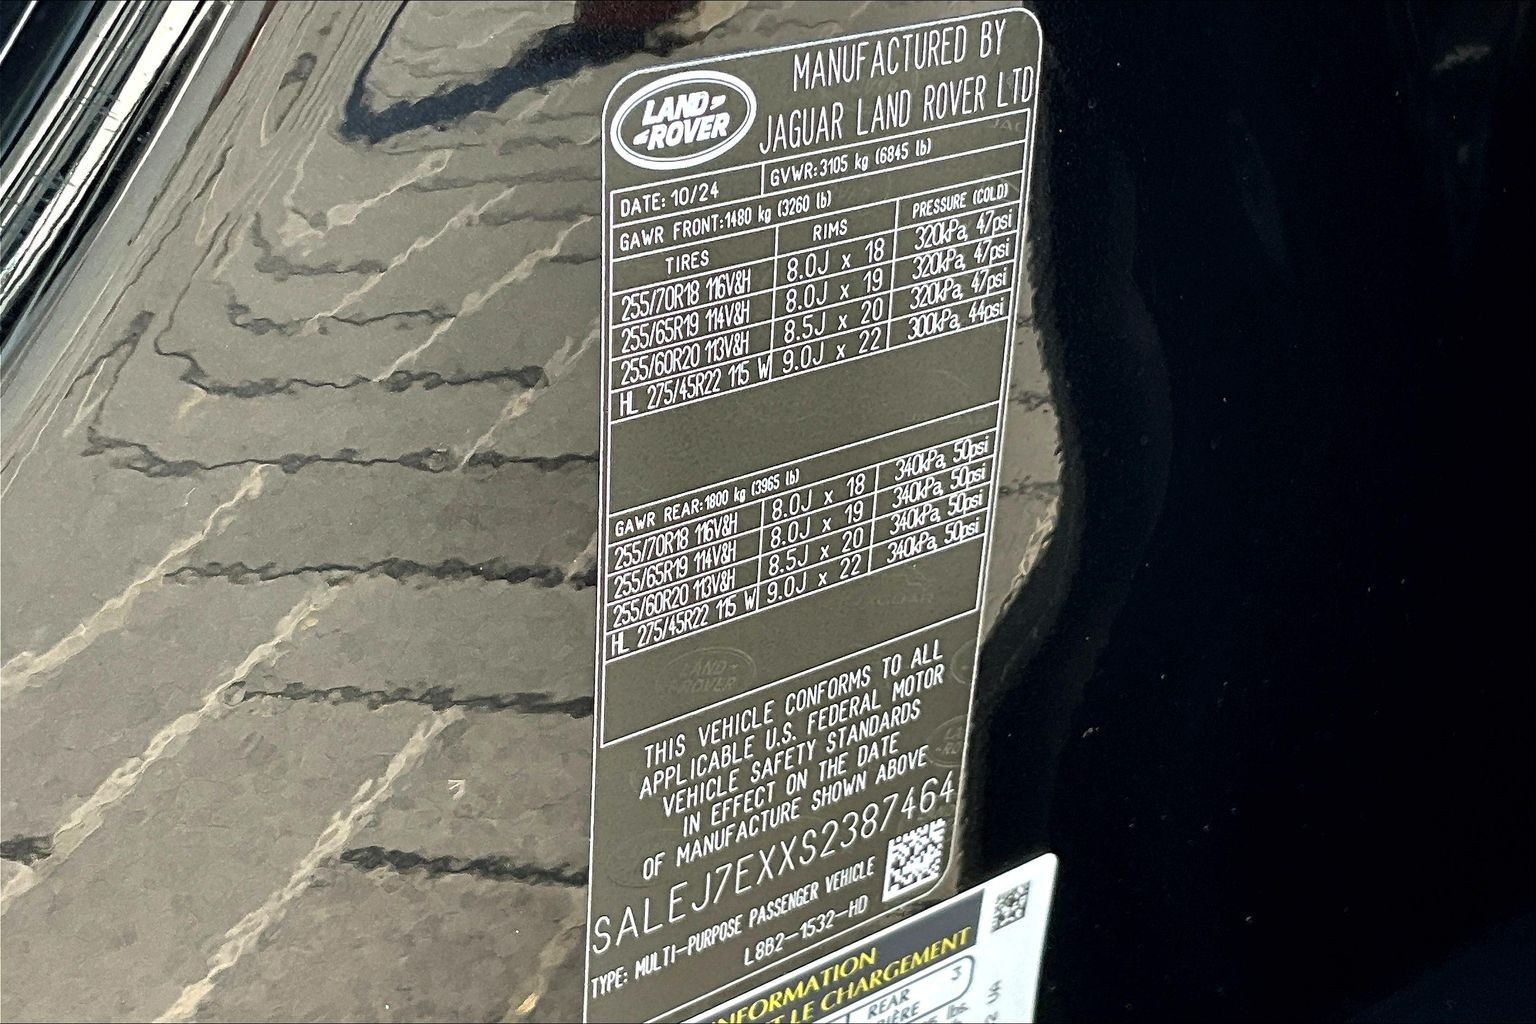 LAND
ROVER
MANUFACTURED BY
JAGUAR LAND ROVER LTD
DATE: 10/24
GVWR:3105 kg (6845 lb)
GAWR FRONT:1480 kg (3260 lb)
TIRES RIMS PRESSURE (COLD)
255/70R18 116V&H 8.0J x 18 320kPa, 47psi
255/65R19 114V&H 8.0J x 19 320kPa, 47psi
255/60R20 113V&H 8.5J x 20 320kPa, 47psi
HL 275/45R22 115 W 9.0J x 22 300kPa, 44psi
GAWR REAR:1800 kg (3965 lb)
255/70R18 116V&H 8.0J x 18 340kPa, 50psi
255/65R19 114V&H 8.0J x 19 340kPa, 50psi
255/60R20 113V&H 8.5J x 20 340kPa, 50psi
HL 275/45R22 115 W 9.0J x 22 340kPa, 50psi
LAND
ROVER
THIS VEHICLE CONFORMS TO ALL
APPLICABLE U.S. FEDERAL MOTOR
VEHICLE SAFETY STANDARDS
IN EFFECT ON THE DATE
OF MANUFACTURE SHOWN ABOVE
SALEJ7EXXS2387464
TYPE: MULTI-PURPOSE PASSENGER VEHICLE
L8B2-1532-HD
NFORMATION
T LE CHARGEMENT
REAR 3
lbs.